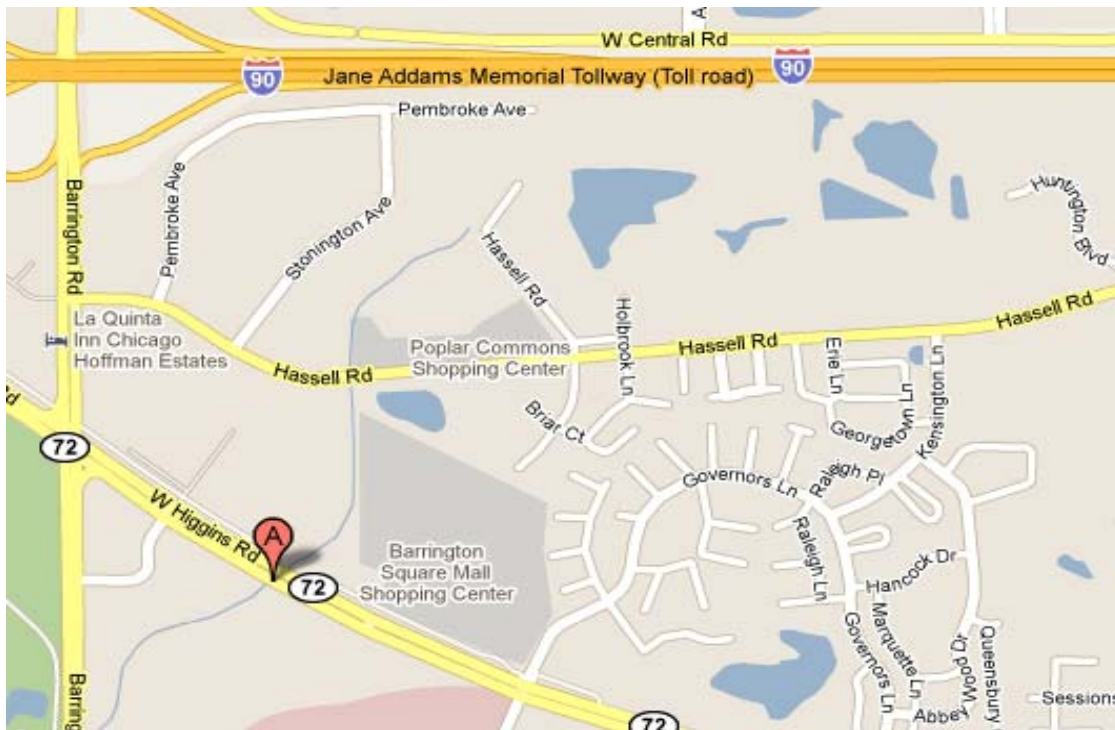 A
W Central Rd
90
90
Jane Addams Memorial Tollway (Toll road)
Pembroke Ave
Pembroke Ave
Stonington Ave
Barrington Rd
Huntington Blvd
Hassell Rd
Hassell Rd
La Quinta
Inn Chicago
Hoffman Estates
Holbrook Ln
Poplar Commons
Shopping Center
Hassell Rd
Hassell Rd
Erie Ln
Georgetown Ln
Kensington Ln
Rd
Briar Ct
72
Governors Ln
Raleigh Pl
W Higgins Rd
A
72
Barrington
Square Mall
Shopping Center
Raleigh Ln
Hancock Dr
Marquette Ln
Governors Ln
Wood Dr
Queensbury
Barring
Sessions
Abbey
72